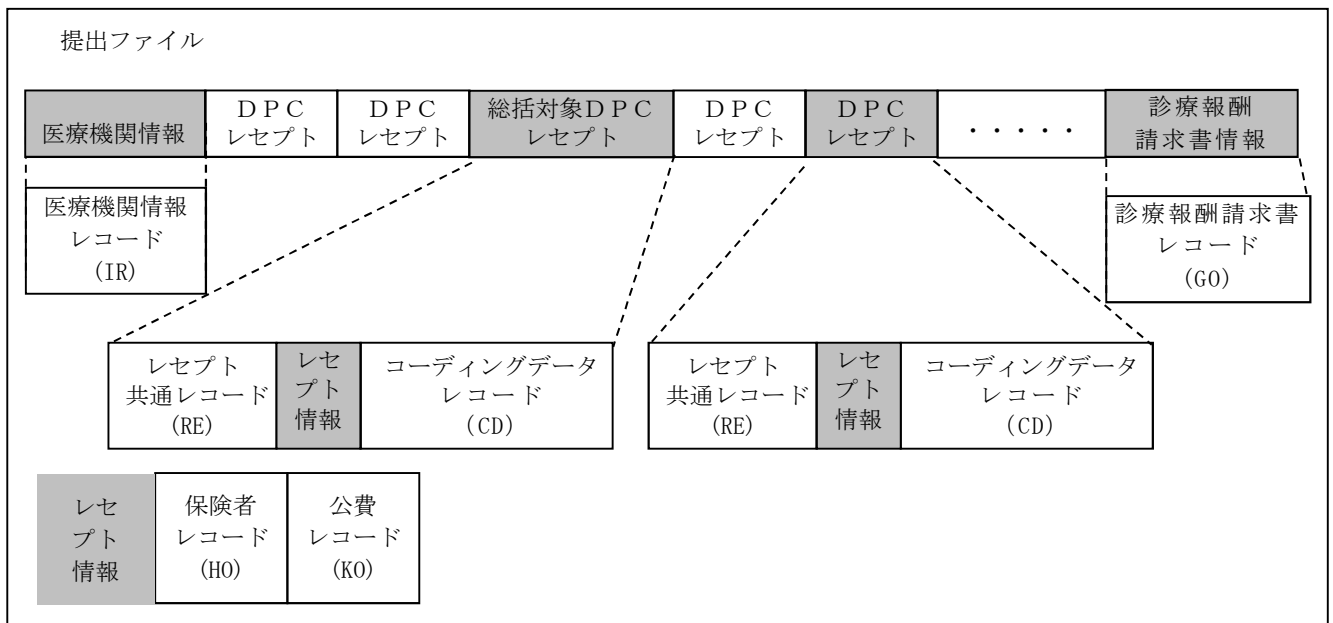 提出ファイル
医療機関情報
ＤＰＣ
レセプト
ＤＰＣ
レセプト
総括対象ＤＰＣ
レセプト
ＤＰＣ
レセプト
ＤＰＣ
レセプト
・・・・・
診療報酬
請求書情報
医療機関情報
レコード
(IR)
診療報酬請求書
レコード
(GO)
レセプト
共通レコード
(RE)
レセ
プト
情報
コーディングデータ
レコード
(CD)
レセプト
共通レコード
(RE)
レセ
プト
情報
コーディングデータ
レコード
(CD)
レセ
プト
情報
保険者
レコード
(HO)
公費
レコード
(KO)